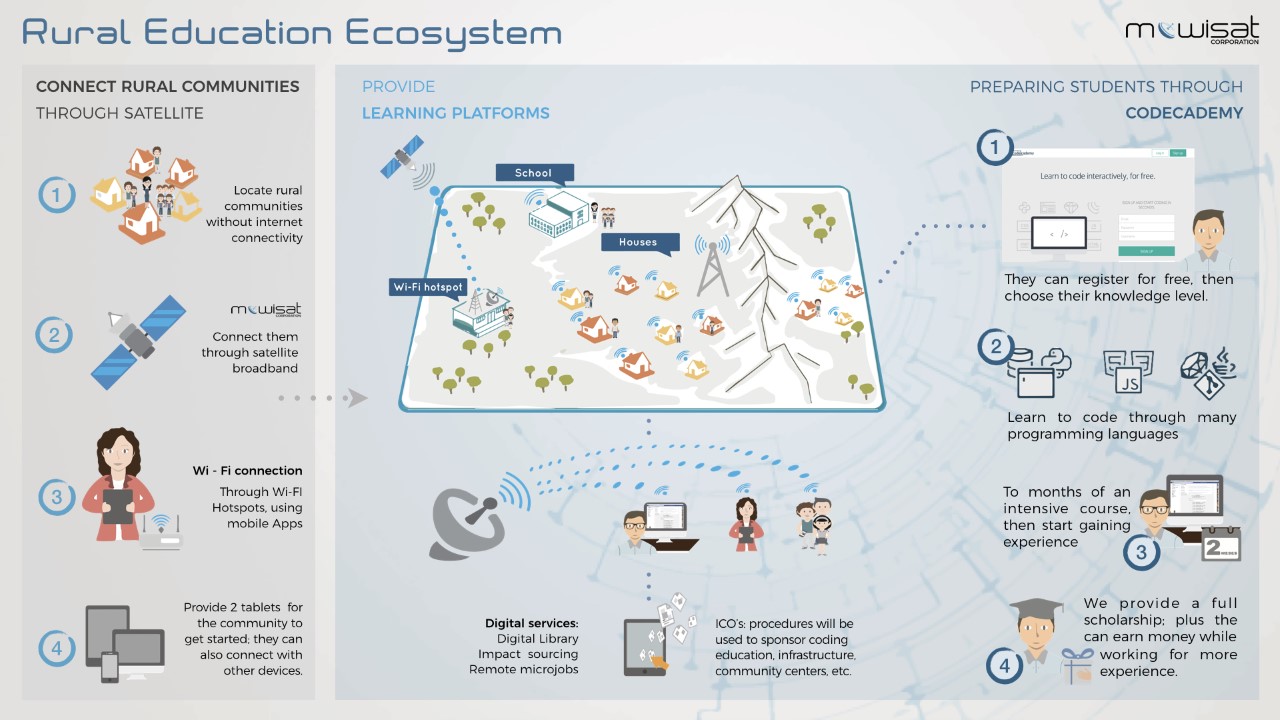 Rural Education Ecosystem
mowisat
CORPORATION
CONNECT RURAL COMMUNITIES
THROUGH SATELLITE
1
Locate rural
communities
without internet
connectivity
2
mowisat
Connect them
through satellite
broadband
3
Wi - Fi connection
Through Wi-FI
Hotspots, using
mobile Apps
4
Provide 2 tablets for
the community to
get started; they can
also connect with
other devices.
PROVIDE
LEARNING PLATFORMS
School
Houses
Wi-Fi hotspot
Digital services:
Digital Library
Impact sourcing
Remote microjobs
ICO's: procedures will be
used to sponsor coding
education, infrastructure,
community centers, etc.
PREPARING STUDENTS THROUGH
CODECADEMY
1
Learn to code interactively, for free.
< />
SIGN UP
They can register for free, then
choose their knowledge level.
2
JS
Learn to code through many
programming languages
To months of an
intensive course,
then start gaining
experience
3
2
We provide a full
scholarship; plus the
can earn money while
working for more
experience.
4